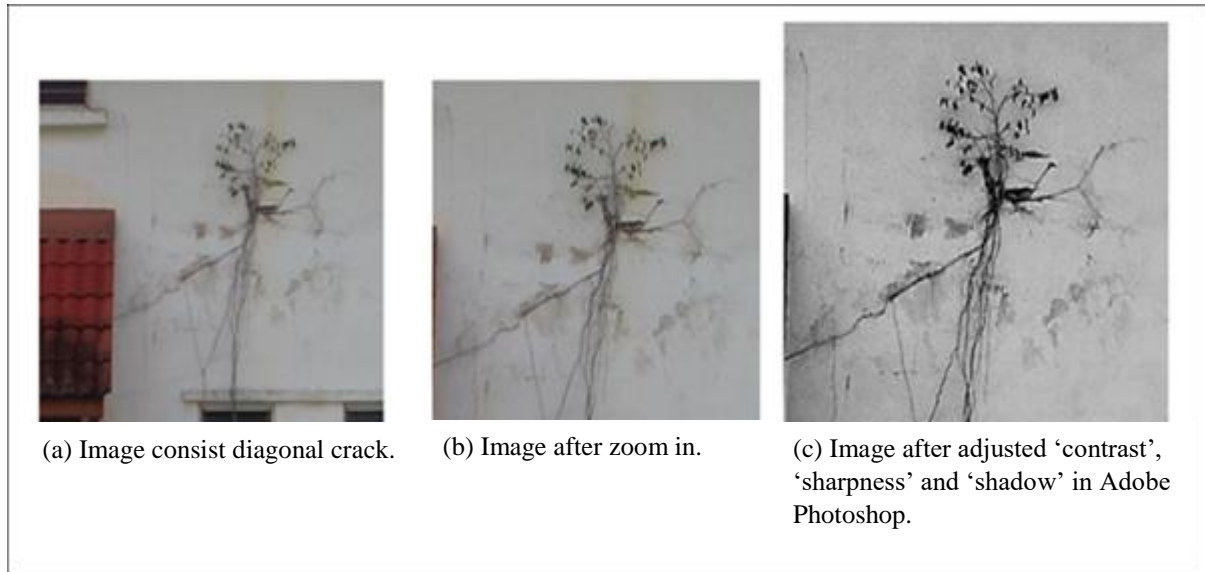 (a) Image consist diagonal crack.
(b) Image after zoom in.
(c) Image after adjusted ‘contrast’,
‘sharpness’ and ‘shadow’ in Adobe
Photoshop.